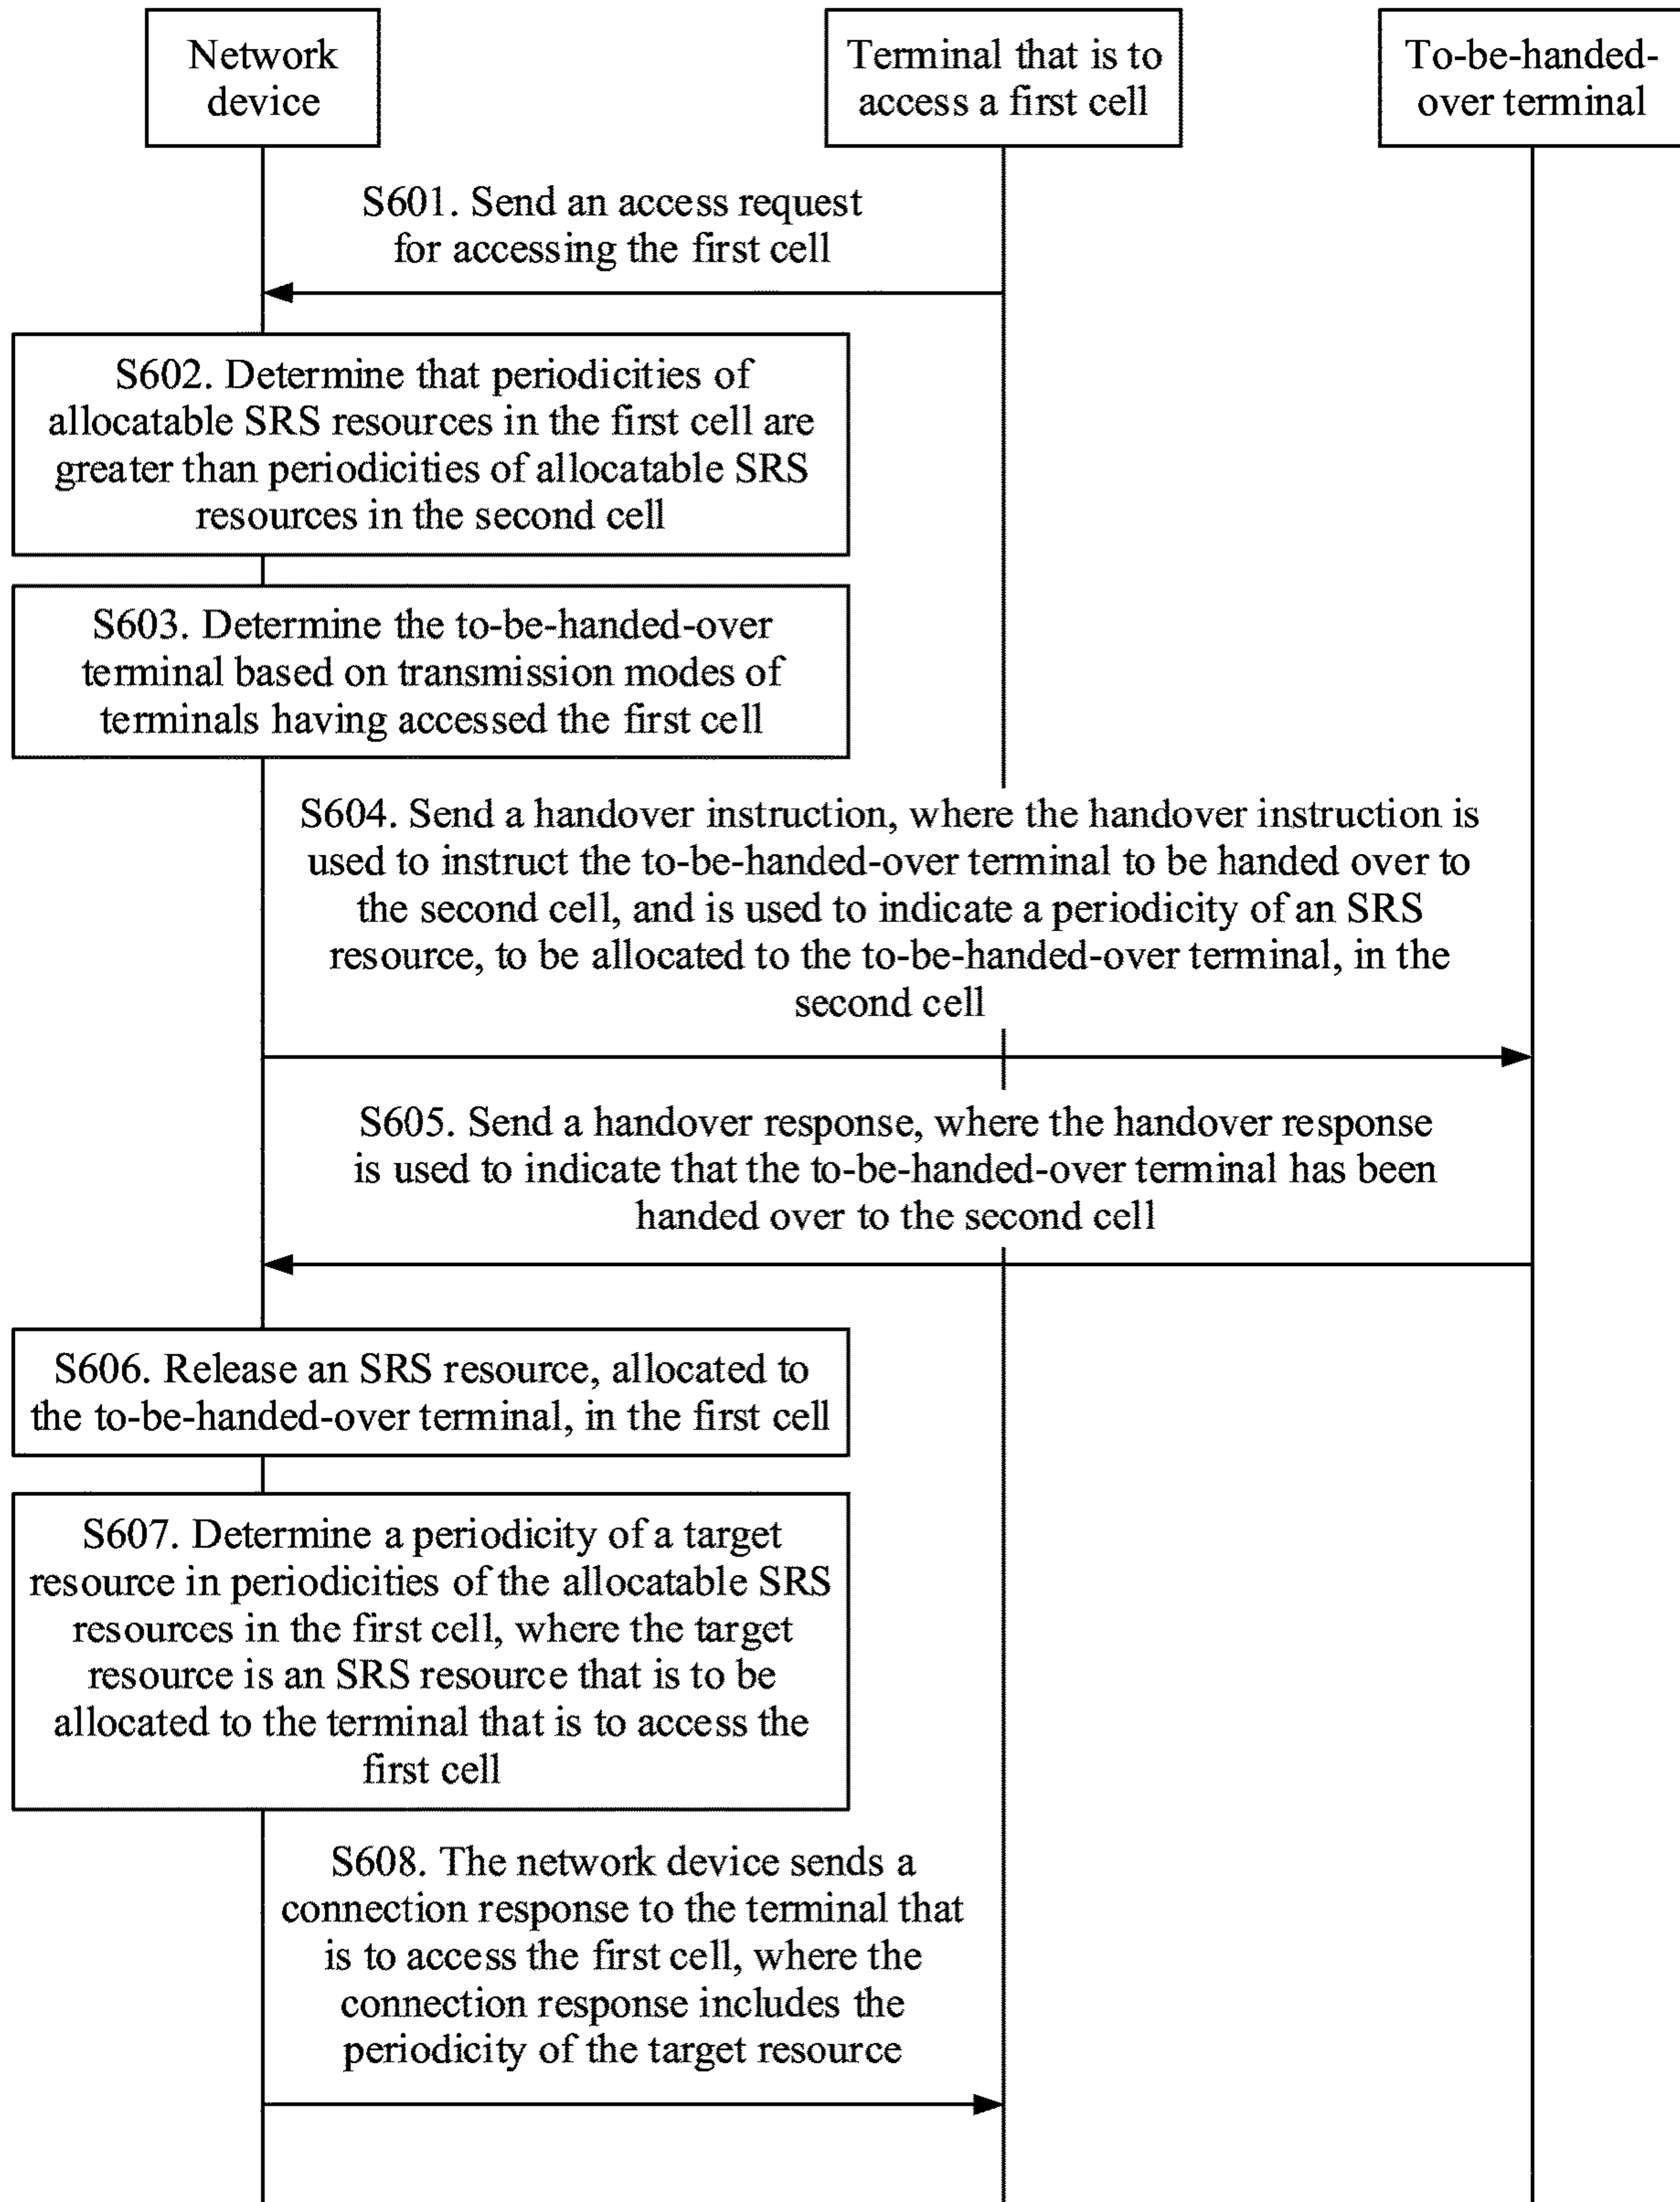 Network
device
Terminal that is to
access a first cell
To-be-handed-
over terminal
S601. Send an access request
for accessing the first cell
S602. Determine that periodicities of
allocatable SRS resources in the first cell are
greater than periodicities of allocatable SRS
resources in the second cell
S603. Determine the to-be-handed-over
terminal based on transmission modes of
terminals having accessed the first cell
S604. Send a handover instruction, where the handover instruction is
used to instruct the to-be-handed-over terminal to be handed over to
the second cell, and is used to indicate a periodicity of an SRS
resource, to be allocated to the to-be-handed-over terminal, in the
second cell
S605. Send a handover response, where the handover response
is used to indicate that the to-be-handed-over terminal has been
handed over to the second cell
S606. Release an SRS resource, allocated to
the to-be-handed-over terminal, in the first cell
S607. Determine a periodicity of a target
resource in periodicities of the allocatable SRS
resources in the first cell, where the target
resource is an SRS resource that is to be
allocated to the terminal that is to access the
first cell
S608. The network device sends a
connection response to the terminal that
is to access the first cell, where the
connection response includes the
periodicity of the target resource